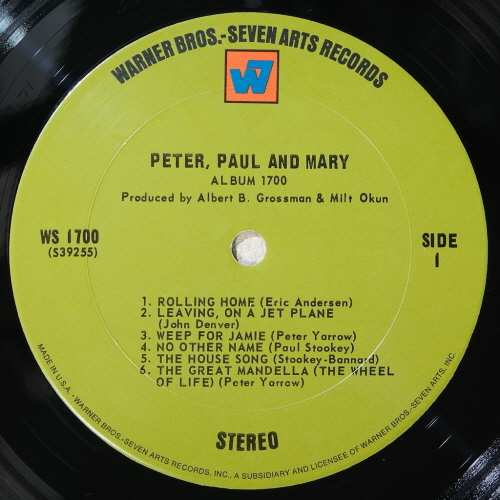 WARNER BROS.-SEVEN ARTS RECORDS
W7
PETER, PAUL AND MARY
ALBUM 1700
Produced by Albert B. Grossman & Milt Okun
WS 1700
(S39255)
SIDE
1
1. ROLLING HOME (Eric Andersen)
2. LEAVING, ON A JET PLANE
(John Denver)
3. WEEP FOR JAMIE (Peter Yarrow)
4. NO OTHER NAME (Paul Stookey)
5. THE HOUSE SONG (Stookey-Bannard)
6. THE GREAT MANDELLA (THE WHEEL
OF LIFE) (Peter Yarrow)
STEREO
MADE IN U.S.A. - WARNER BROS.-SEVEN ARTS RECORDS, INC., A SUBSIDIARY AND LICENSEE OF WARNER BROS.-SEVEN ARTS, INC.